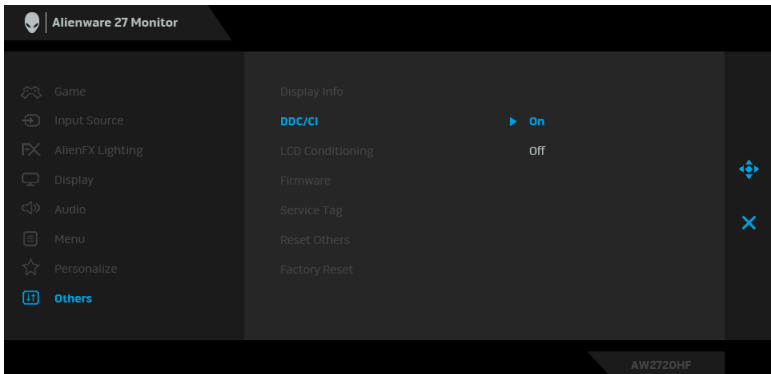 Alienware 27 Monitor
Game
Display Info
Input Source
DDC/CI
On
AlienFX Lighting
LCD Conditioning
Off
Display
Firmware
Audio
Service Tag
Menu
Reset Others
Personalize
Factory Reset
Others
AW2720HF